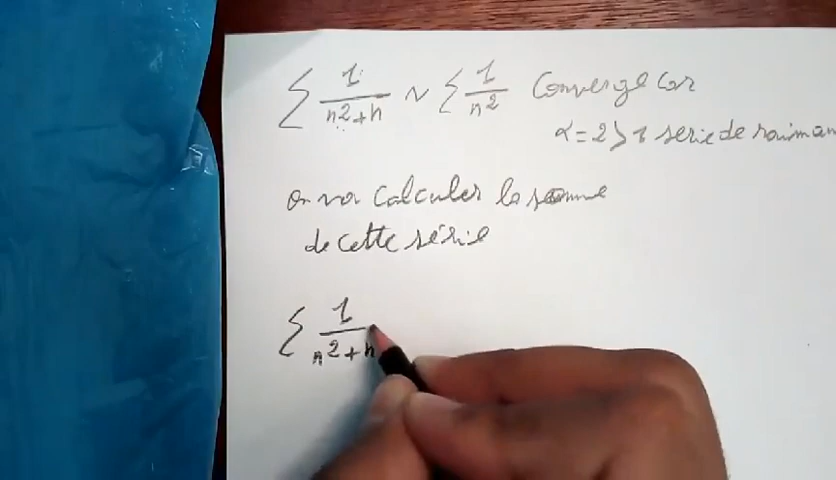 ∑ 1/(n²+n) ~ ∑ 1/n² Converge car
α = 2 > 1 serie de
on va calculer la somme
de cette série
∑ 1/(n²+n)